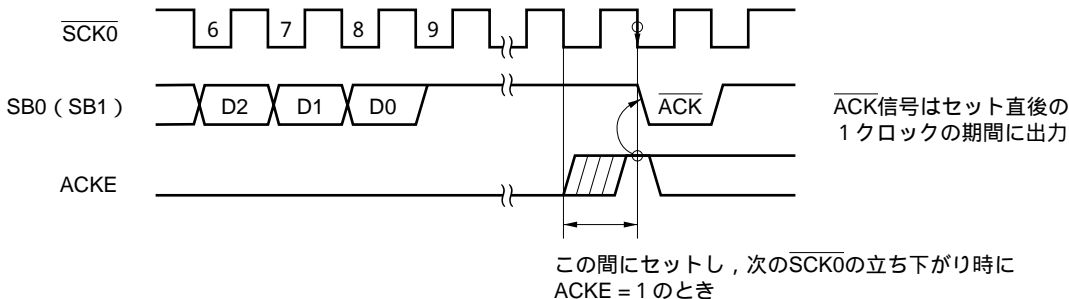 SCK0
6 7 8 9
SB0（SB1）
D2 D1 D0 ACK
ACK信号はセット直後の
1クロックの期間に出力
ACKE
この間にセットし，次のSCK0の立ち下がり時に
ACKE = 1のとき